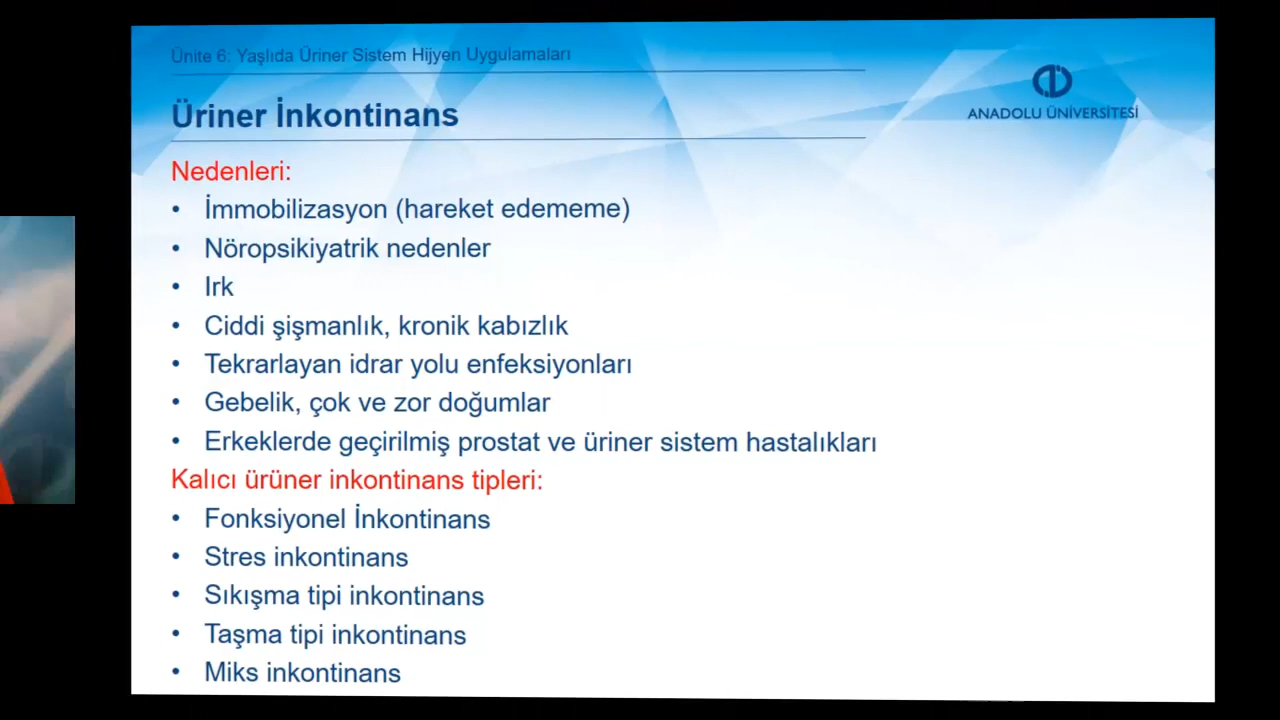 Ünite 6: Yaşlıda Üriner Sistem Hijyen Uygulamaları
ANADOLU ÜNİVERSİTESİ
Üriner İnkontinans
Nedenleri:
• İmmobilizasyon (hareket edememe)
• Nöropsikiyatrik nedenler
• Irk
• Ciddi şişmanlık, kronik kabızlık
• Tekrarlayan idrar yolu enfeksiyonları
• Gebelik, çok ve zor doğumlar
• Erkeklerde geçirilmiş prostat ve üriner sistem hastalıkları
Kalıcı ürüner inkontinans tipleri:
• Fonksiyonel İnkontinans
• Stres inkontinans
• Sıkışma tipi inkontinans
• Taşma tipi inkontinans
• Miks inkontinans